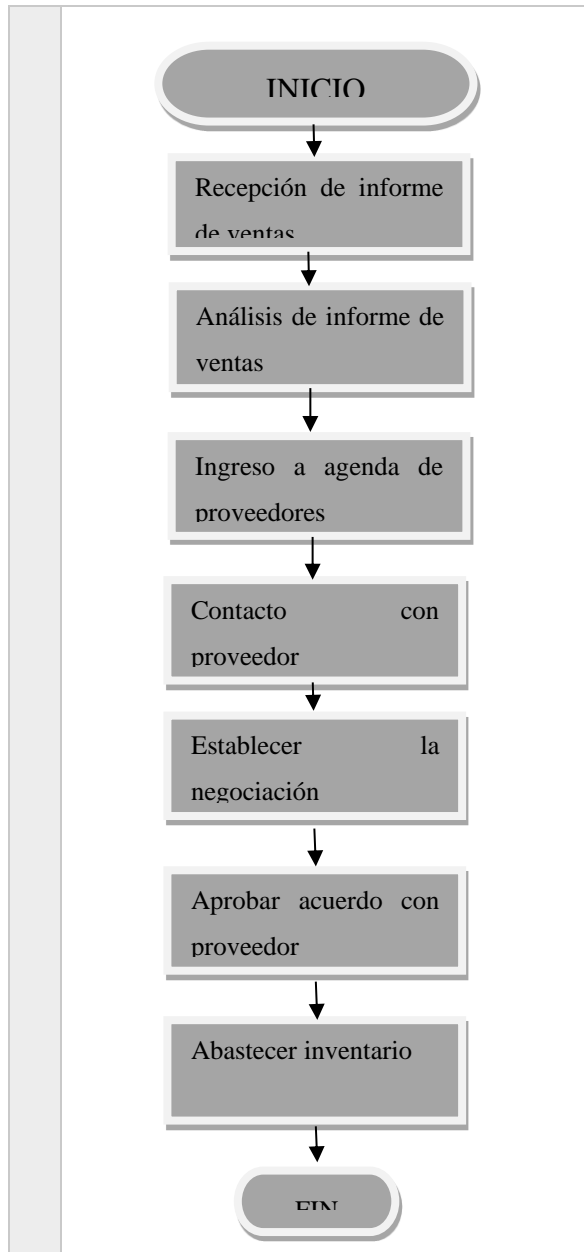 INICIO
Recepción de informe
de ventas
Análisis de informe de
ventas
Ingreso a agenda de
proveedores
Contacto con
proveedor
Establecer la
negociación
Aprobar acuerdo con
proveedor
Abastecer inventario
FIN